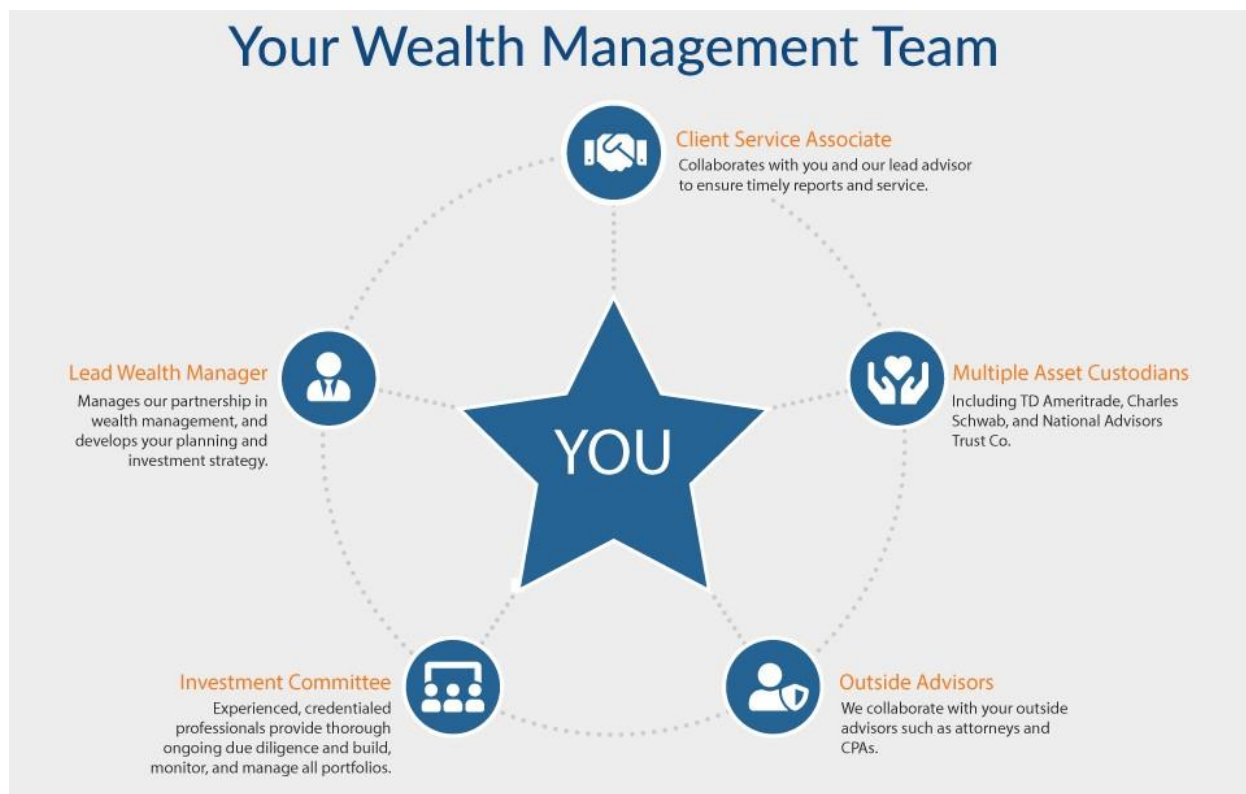 Your Wealth Management Team
Client Service Associate
Collaborates with you and our lead advisor
to ensure timely reports and service.
Lead Wealth Manager
Manages our partnership in
wealth management, and
develops your planning and
investment strategy.
YOU
Multiple Asset Custodians
Including TD Ameritrade, Charles
Schwab, and National Advisors
Trust Co.
Investment Committee
Experienced, credentialed
professionals provide thorough
ongoing due diligence and build,
monitor, and manage all portfolios.
Outside Advisors
We collaborate with your outside
advisors such as attorneys and
CPAs.